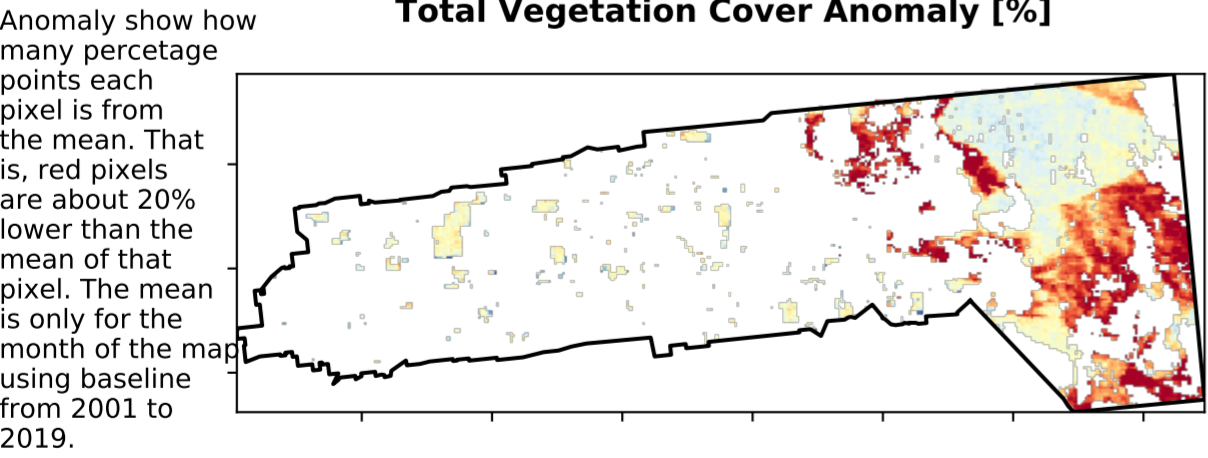 Total Vegetation Cover Anomaly [%]
Anomaly show how
many percetage
points each
pixel is from
the mean. That
is, red pixels
are about 20%
lower than the
mean of that
pixel. The mean
is only for the
month of the map
using baseline
from 2001 to
2019.